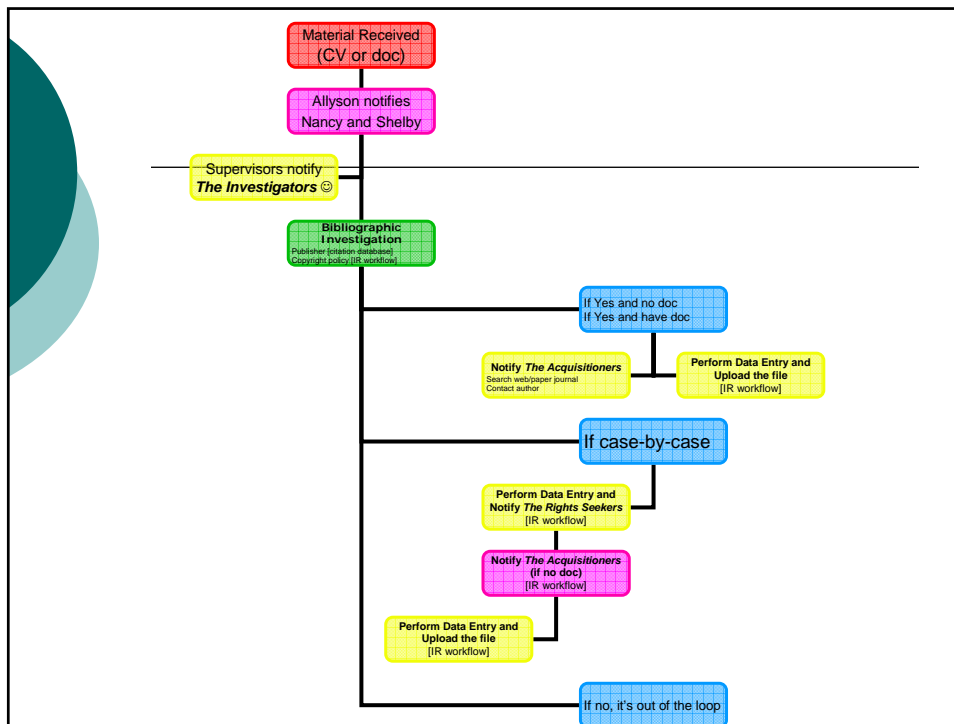 Material Received
(CV or doc)
Allyson notifies
Nancy and Shelby
Supervisors notify
The Investigators ☺
Bibliographic
Investigation
Publisher [citation database]
Copyright policy [IR workflow]
If Yes and no doc
If Yes and have doc
Notify The Acquisitioners
Search web/paper journal
Contact author
Perform Data Entry and
Upload the file
[IR workflow]
If case-by-case
Perform Data Entry and
Notify The Rights Seekers
[IR workflow]
Notify The Acquisitioners
(if no doc)
[IR workflow]
Perform Data Entry and
Upload the file
[IR workflow]
If no, it's out of the loop